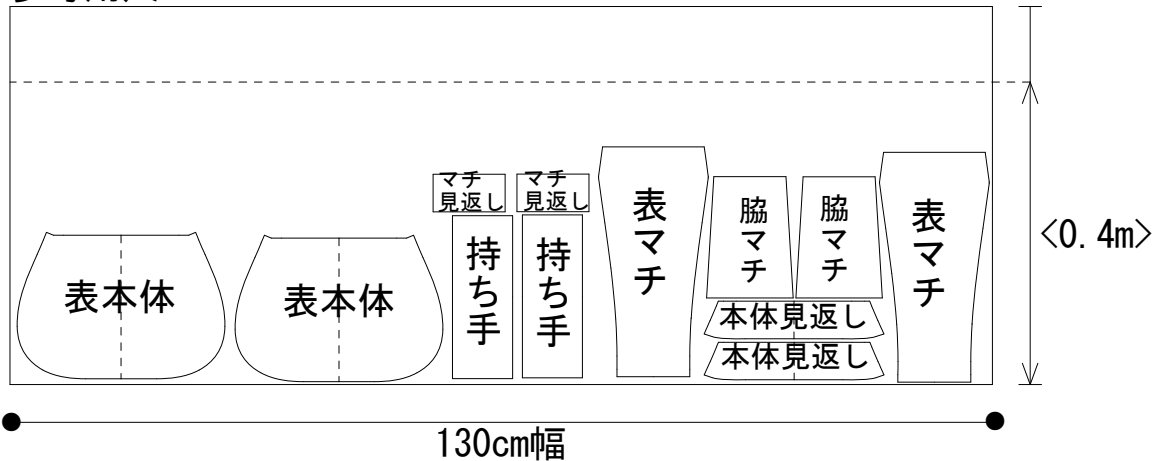 マチ
見返し
マチ
見返し
表マチ
脇マチ
脇マチ
表マチ
<0.4m>
表本体
表本体
持ち手
持ち手
本体見返し
本体見返し
130cm幅